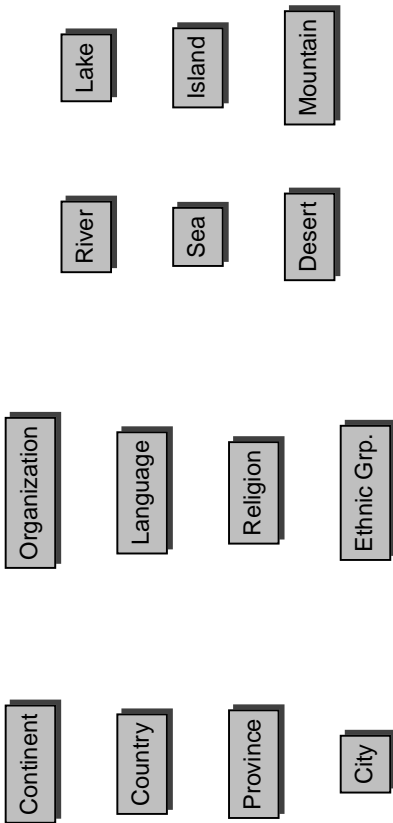 Continent
Organization
River
Lake
Country
Language
Sea
Island
Province
Religion
Desert
Mountain
City
Ethnic Grp.